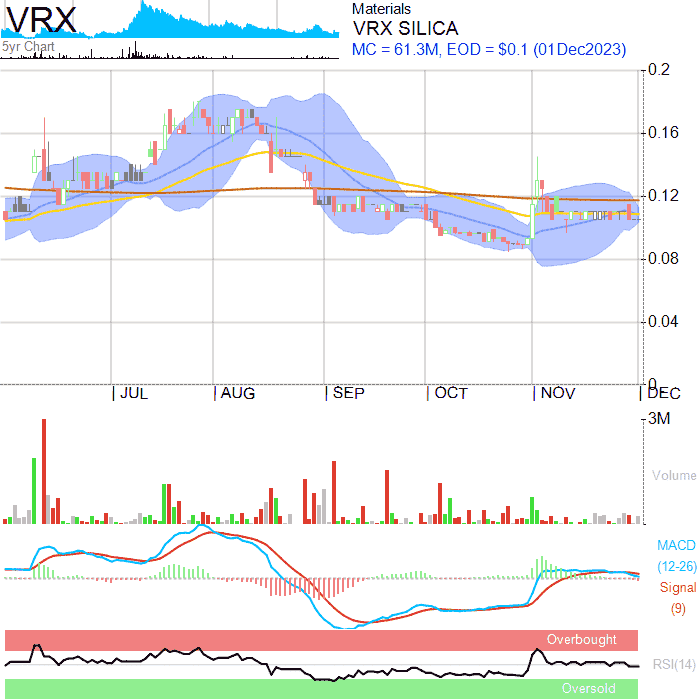 VRX
5yr Chart
Materials
VRX SILICA
MC = 61.3M, EOD = $0.1 (01Dec2023)
0.2
0.16
0.12
0.08
0.04
0
JUL AUG SEP OCT NOV DEC
3M
Volume
MACD
(12-26)
Signal
(9)
Overbought
RSI(14)
Oversold